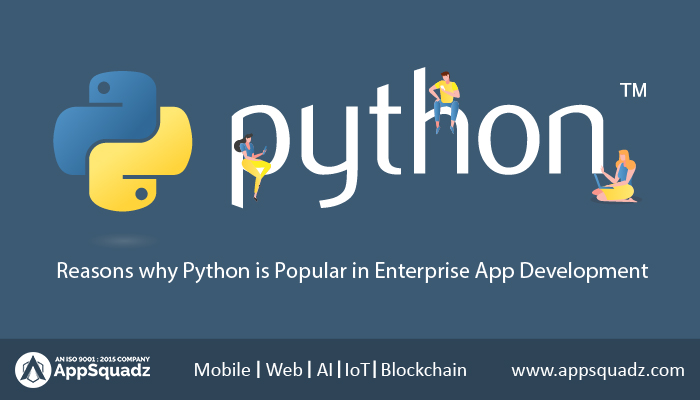 python™
Reasons why Python is Popular in Enterprise App Development
AN ISO 9001 : 2015 COMPANY
AppSquadz
Mobile | Web | AI | IoT | Blockchain
www.appsquadz.com